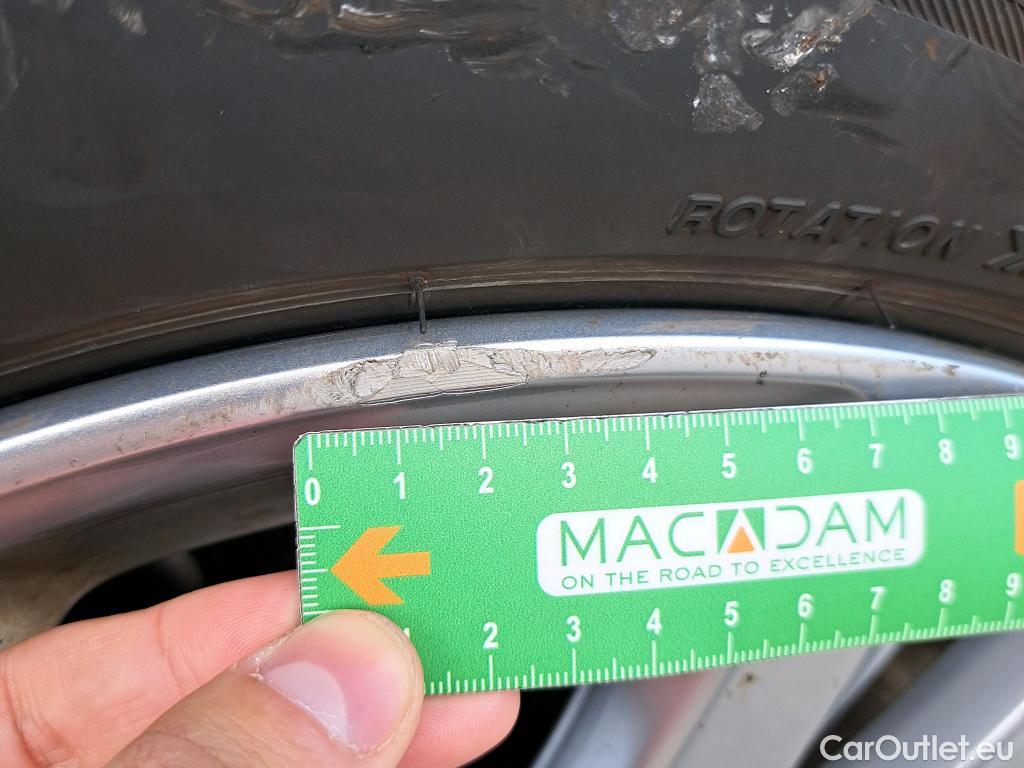 ROTATION
0 1 2 3 4 5 6 7 8 9
MACADAM
ON THE ROAD TO EXCELLENCE
2 3 4 5 6 7 8 9
CarOutlet.eu